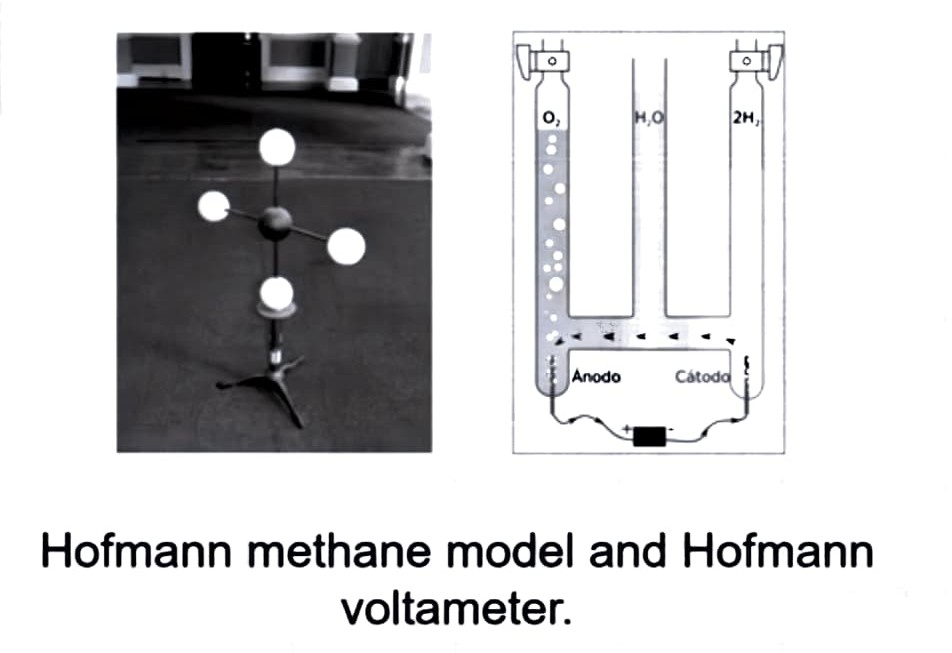 O₂
H₂O
2H₂
Ánodo
Cátodo
+
-
Hofmann methane model and Hofmann
voltameter.